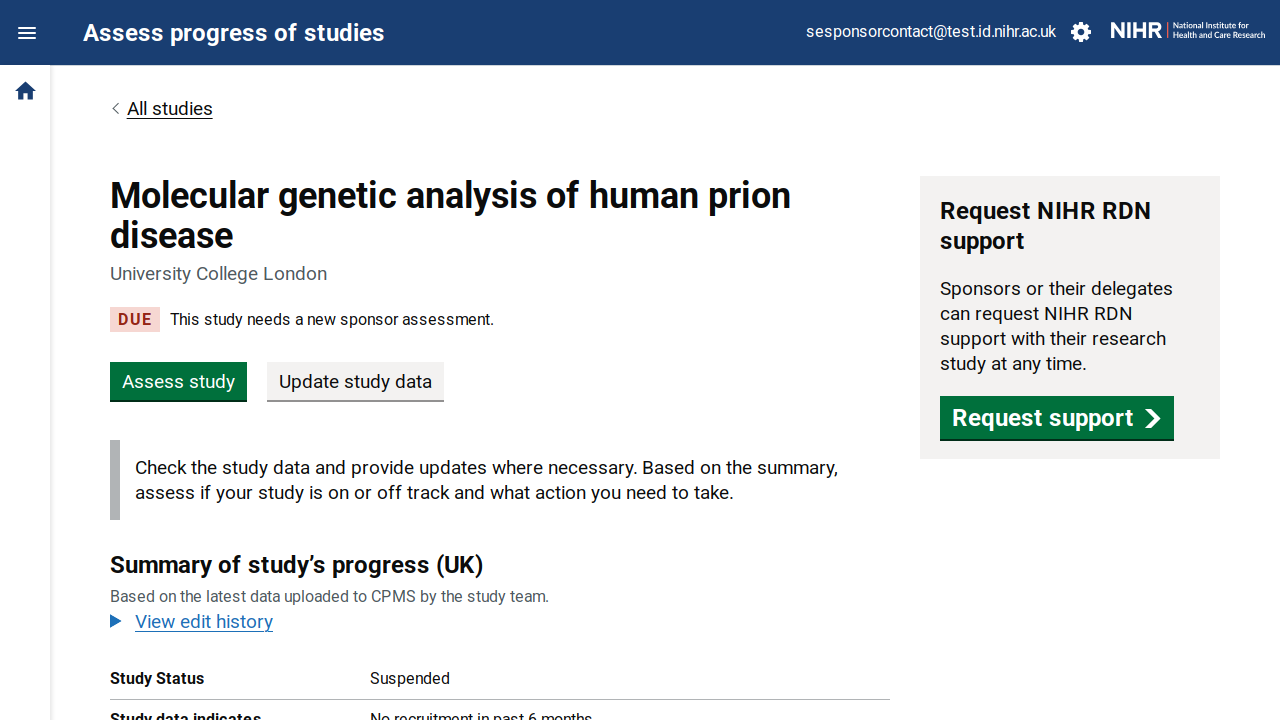 Assess progress of studies
sesponsorcontact@test.id.nihr.ac.uk
NIHR
National Institute for
Health and Care Research
All studies
Molecular genetic analysis of human prion
disease
University College London
DUE This study needs a new sponsor assessment.
Assess study
Update study data
Check the study data and provide updates where necessary. Based on the summary,
assess if your study is on or off track and what action you need to take.
Summary of study’s progress (UK)
Based on the latest data uploaded to CPMS by the study team.
View edit history
Study Status Suspended
Study data indicates No recruitment in past 6 months
Request NIHR RDN
support
Sponsors or their delegates
can request NIHR RDN
support with their research
study at any time.
Request support